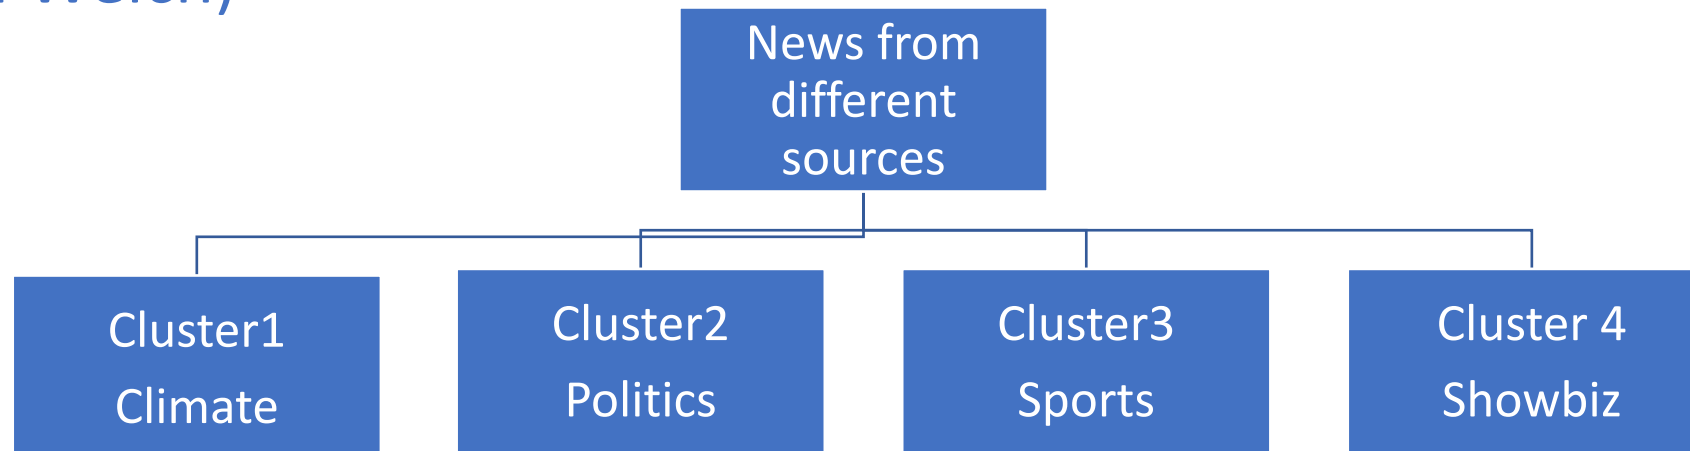 News from
different
sources
Cluster1
Climate
Cluster2
Politics
Cluster3
Sports
Cluster 4
Showbiz